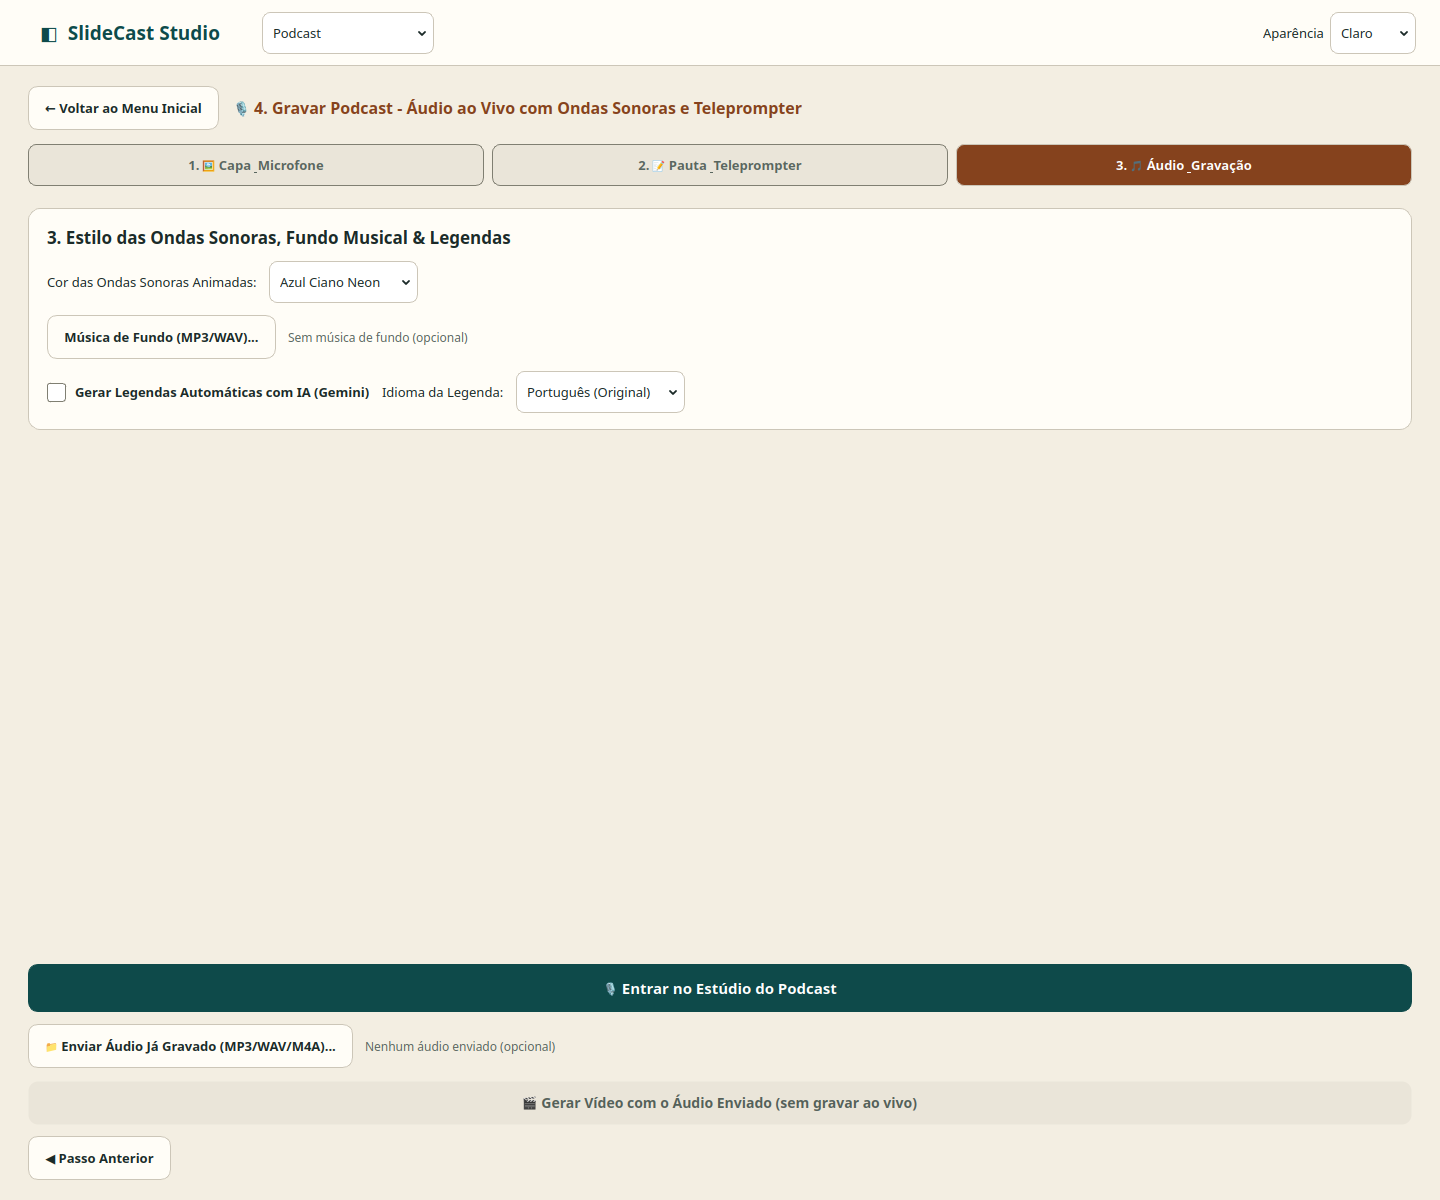 ◧ SlideCast Studio Podcast Aparência Claro
← Voltar ao Menu Inicial 🎙️ 4. Gravar Podcast - Áudio ao Vivo com Ondas Sonoras e Teleprompter
1. 🖼️ Capa _Microfone 2. 📝 Pauta _Teleprompter 3. 🎵 Áudio _Gravação
3. Estilo das Ondas Sonoras, Fundo Musical & Legendas
Cor das Ondas Sonoras Animadas: Azul Ciano Neon
Música de Fundo (MP3/WAV)... Sem música de fundo (opcional)
Gerar Legendas Automáticas com IA (Gemini) Idioma da Legenda: Português (Original)
🎙️ Entrar no Estúdio do Podcast
📁 Enviar Áudio Já Gravado (MP3/WAV/M4A)... Nenhum áudio enviado (opcional)
🎬 Gerar Vídeo com o Áudio Enviado (sem gravar ao vivo)
◀ Passo Anterior